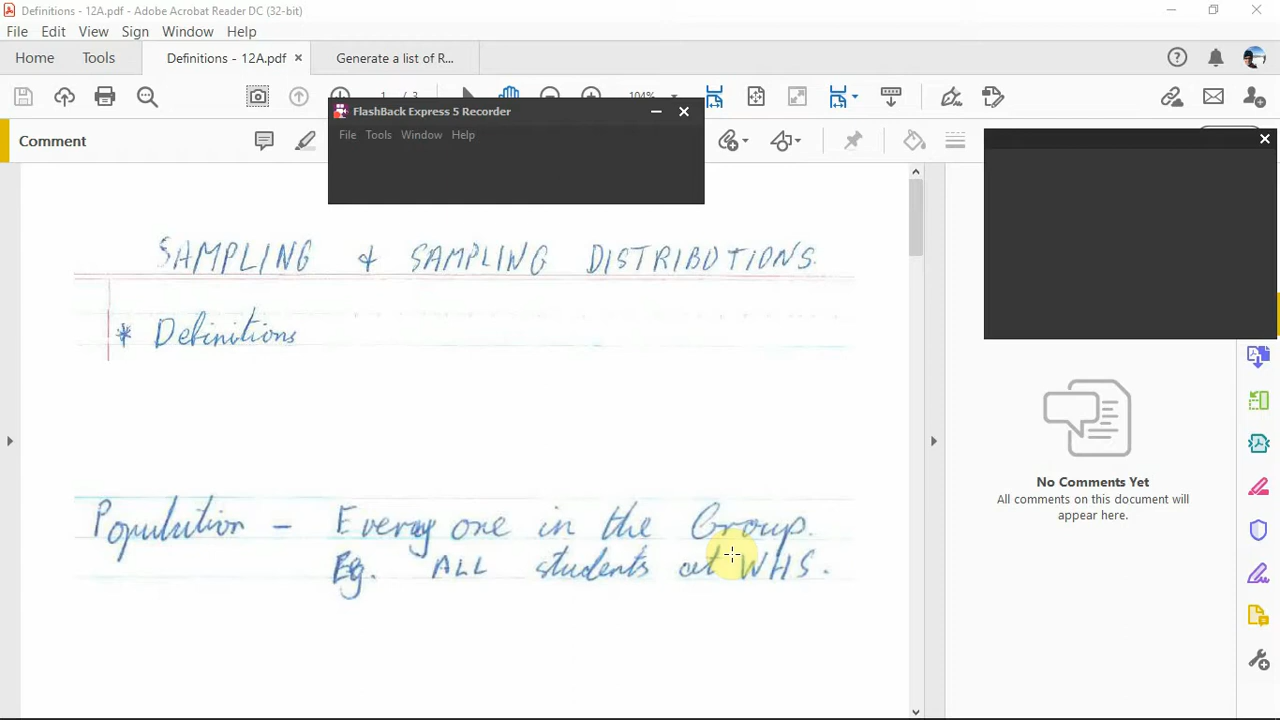 Definitions - 12A.pdf - Adobe Acrobat Reader DC (32-bit)
File Edit View Sign Window Help
Home Tools Definitions - 12A.pdf × Generate a list of R...
1 / 3 104%
FlashBack Express 5 Recorder
File Tools Window Help
Comment
SAMPLING & SAMPLING DISTRIBUTIONS.
* Definitions
Population - Every one in the Group.
Eg. ALL students at WHS.
No Comments Yet
All comments on this document will
appear here.